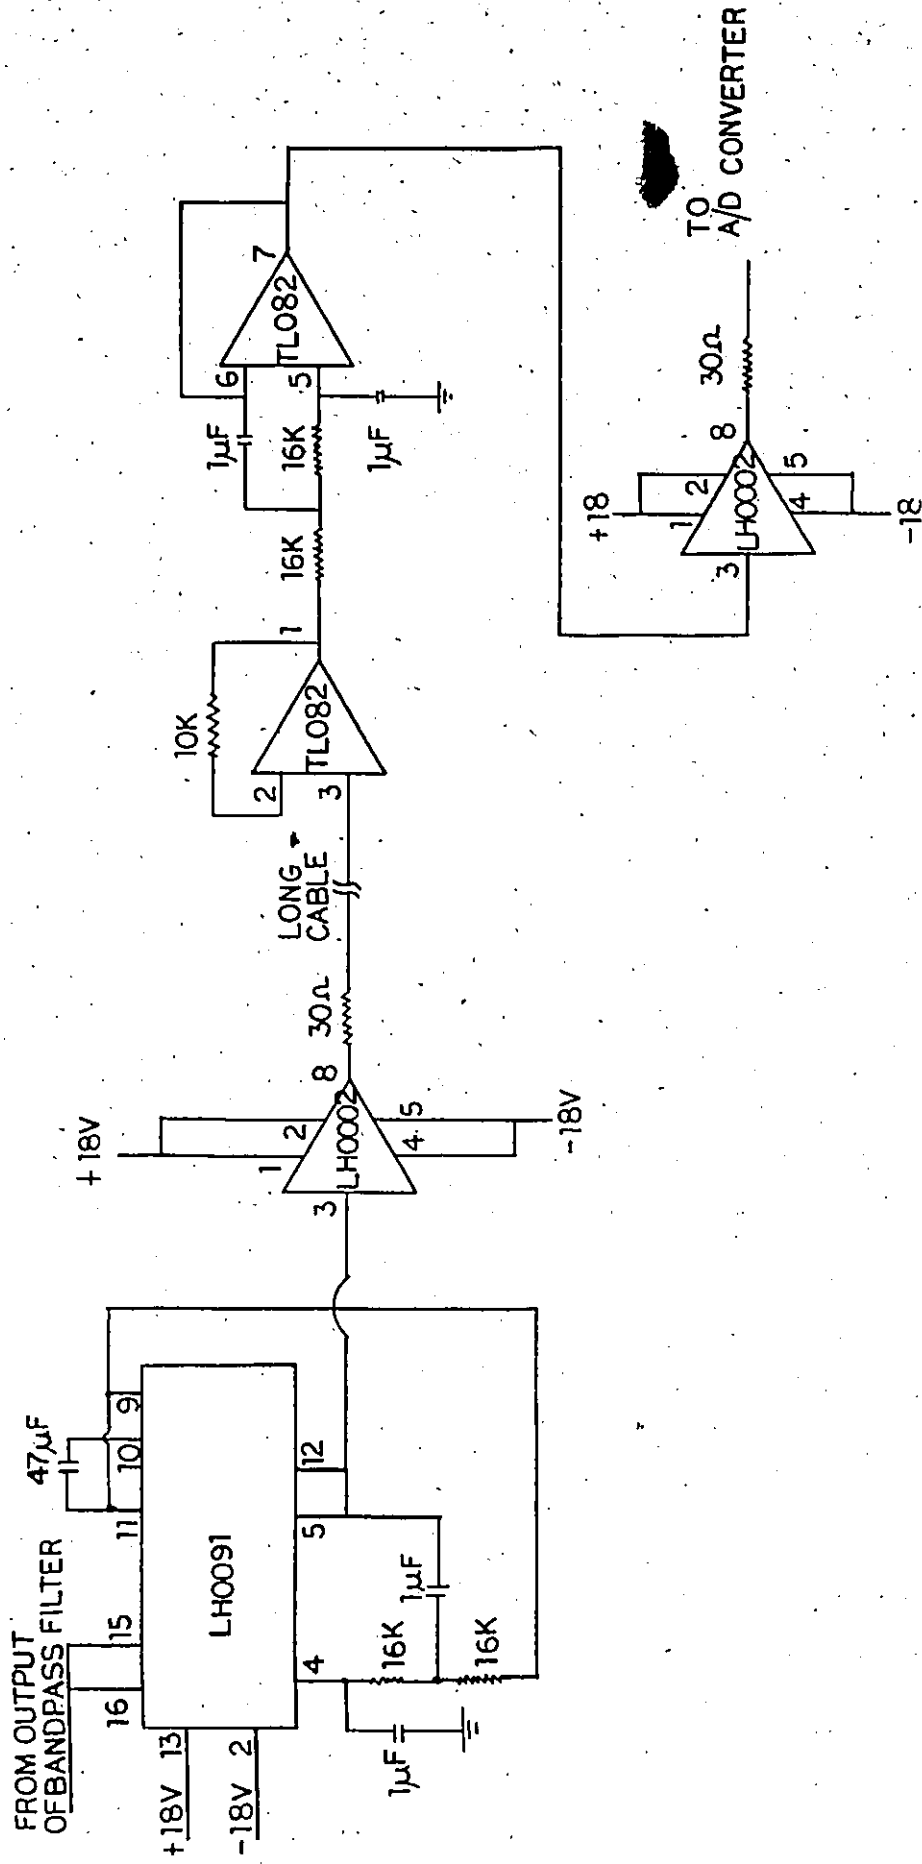 FROM OUTPUT
OF BANDPASS FILTER
+18V 13
-18V 2
16
15
11
10
9
47µF
LH0091
4
5
12
1µF
16K
1µF
16K
+18V
1
2
3
LH0002
8
4
5
-18V
30Ω
LONG
CABLE
10K
2
3
TL082
1
16K
1µF
16K
1µF
6
5
TL082
7
+18
1
2
3
LH0002
8
4
5
-18
30Ω
TO
A/D CONVERTER